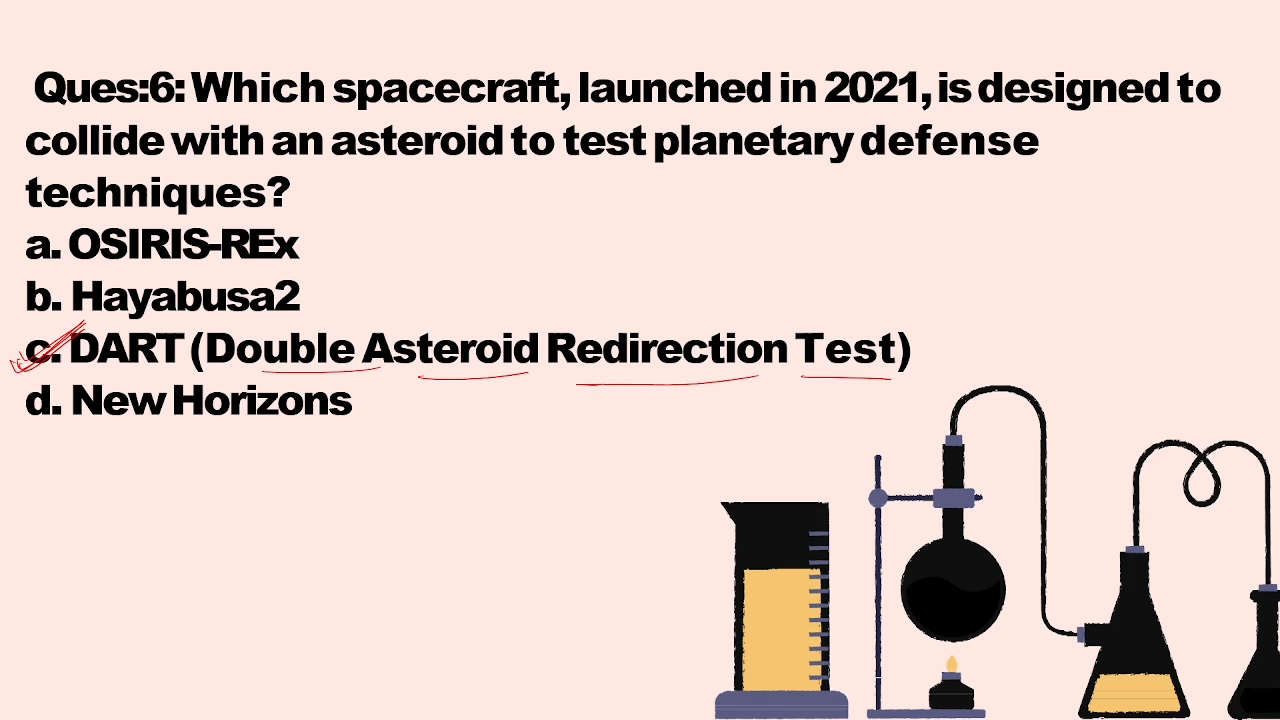 Ques:6: Which spacecraft, launched in 2021, is designed to
collide with an asteroid to test planetary defense
techniques?
a. OSIRIS-REx
b. Hayabusa2
c. DART (Double Asteroid Redirection Test)
d. New Horizons